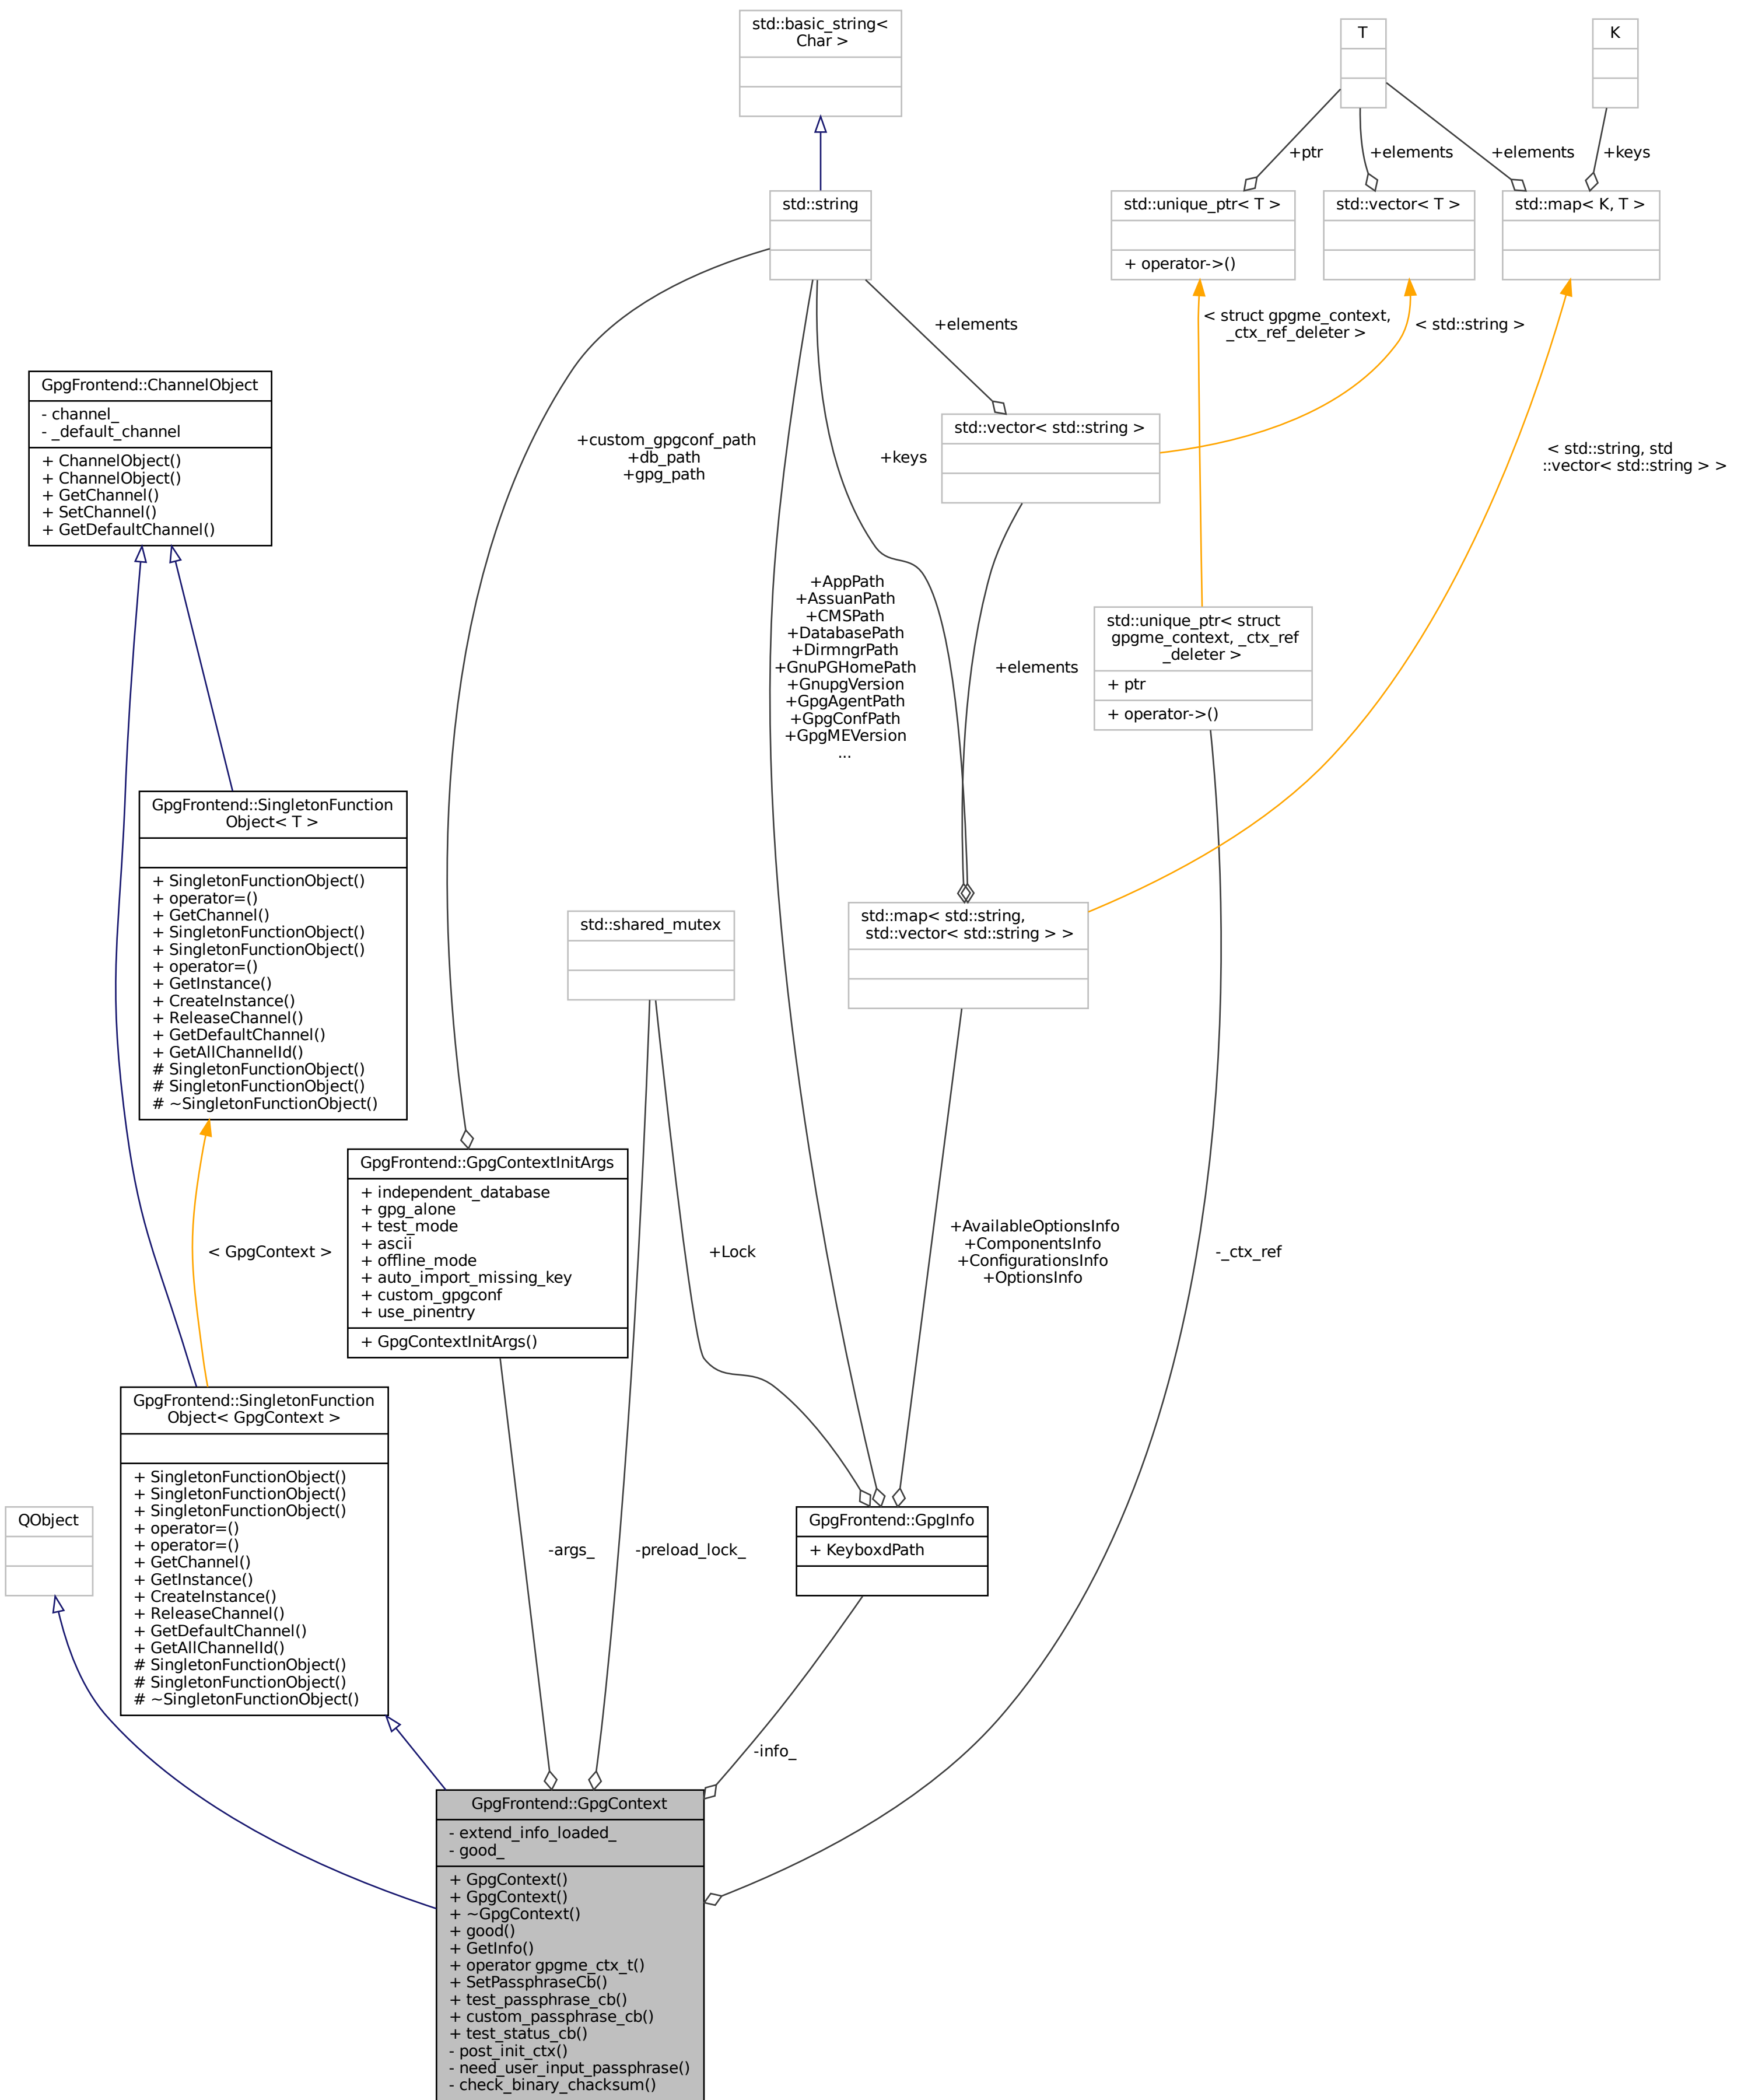 std::basic_string<
Char >
T
K
+ptr
+elements
+elements
+keys
std::string
std::unique_ptr< T >
+ operator->()
std::vector< T >
std::map< K, T >
+elements
< struct gpgme_context,
_ctx_ref_deleter >
< std::string >
GpgFrontend::ChannelObject
- channel_
- _default_channel
+ ChannelObject()
+ ChannelObject()
+ GetChannel()
+ SetChannel()
+ GetDefaultChannel()
+custom_gpgconf_path
+db_path
+gpg_path
+keys
std::vector< std::string >
< std::string, std
::vector< std::string > >
+AppPath
+AssuanPath
+CMSPath
+DatabasePath
+DirmngrPath
+GnuPGHomePath
+GnupgVersion
+GpgAgentPath
+GpgConfPath
+GpgMEVersion
...
+elements
std::unique_ptr< struct
gpgme_context, _ctx_ref
_deleter >
+ ptr
+ operator->()
GpgFrontend::SingletonFunction
Object< T >
+ SingletonFunctionObject()
+ operator=()
+ GetChannel()
+ SingletonFunctionObject()
+ SingletonFunctionObject()
+ operator=()
+ GetInstance()
+ CreateInstance()
+ ReleaseChannel()
+ GetDefaultChannel()
+ GetAllChannelId()
# SingletonFunctionObject()
# SingletonFunctionObject()
# ~SingletonFunctionObject()
std::shared_mutex
std::map< std::string,
std::vector< std::string > >
< GpgContext >
GpgFrontend::GpgContextInitArgs
+ independent_database
+ gpg_alone
+ test_mode
+ ascii
+ offline_mode
+ auto_import_missing_key
+ custom_gpgconf
+ use_pinentry
+ GpgContextInitArgs()
+Lock
+AvailableOptionsInfo
+ComponentsInfo
+ConfigurationsInfo
+OptionsInfo
-_ctx_ref
GpgFrontend::SingletonFunction
Object< GpgContext >
+ SingletonFunctionObject()
+ SingletonFunctionObject()
+ SingletonFunctionObject()
+ operator=()
+ operator=()
+ GetChannel()
+ GetInstance()
+ CreateInstance()
+ ReleaseChannel()
+ GetDefaultChannel()
+ GetAllChannelId()
# SingletonFunctionObject()
# SingletonFunctionObject()
# ~SingletonFunctionObject()
QObject
-args_
-preload_lock_
GpgFrontend::GpgInfo
+ KeyboxdPath
-info_
GpgFrontend::GpgContext
- extend_info_loaded_
- good_
+ GpgContext()
+ GpgContext()
+ ~GpgContext()
+ good()
+ GetInfo()
+ operator gpgme_ctx_t()
+ SetPassphraseCb()
+ test_passphrase_cb()
+ custom_passphrase_cb()
+ test_status_cb()
- post_init_ctx()
- need_user_input_passphrase()
- check_binary_chacksum()